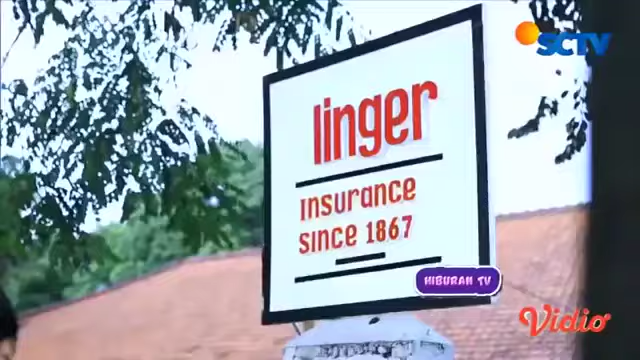 SCTV
linger
Insurance
Since 1867
HIBURAN TV
Vidio